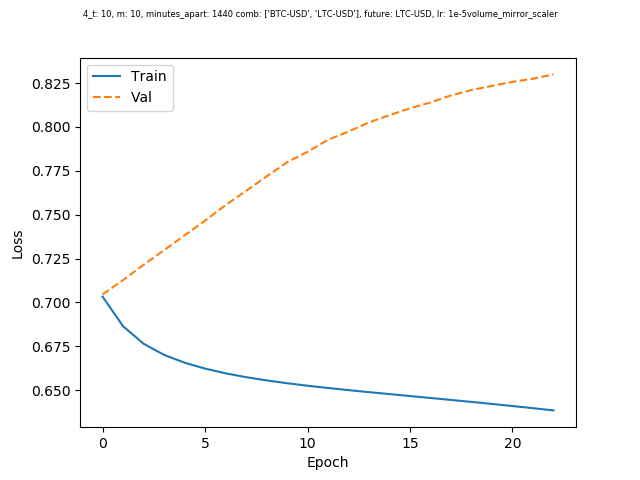 4_t: 10, m: 10, minutes_apart: 1440 comb: ['BTC-USD', 'LTC-USD'], future: LTC-USD, lr: 1e-5volume_mirror_scaler
Train
Val
0.825
0.800
0.775
0.750
0.725
0.700
0.675
0.650
Loss
0 5 10 15 20
Epoch